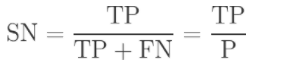 SN = TP / (TP + FN) = TP / P